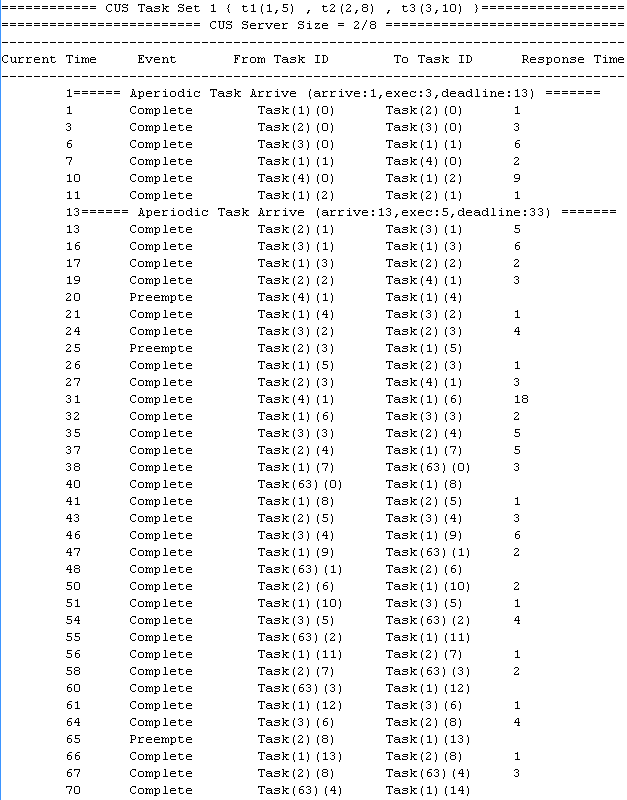 ============ CUS Task Set 1 { t1(1,5) , t2(2,8) , t3(3,10) }==================
========================= CUS Server Size = 2/8 ==============================
------------------------------------------------------------------------------
Current Time Event From Task ID To Task ID Response Time
------------------------------------------------------------------------------
1====== Aperiodic Task Arrive (arrive:1,exec:3,deadline:13) =======
1 Complete Task(1)(0) Task(2)(0) 1
3 Complete Task(2)(0) Task(3)(0) 3
6 Complete Task(3)(0) Task(1)(1) 6
7 Complete Task(1)(1) Task(4)(0) 2
10 Complete Task(4)(0) Task(1)(2) 9
11 Complete Task(1)(2) Task(2)(1) 1
13====== Aperiodic Task Arrive (arrive:13,exec:5,deadline:33) =======
13 Complete Task(2)(1) Task(3)(1) 5
16 Complete Task(3)(1) Task(1)(3) 6
17 Complete Task(1)(3) Task(2)(2) 2
19 Complete Task(2)(2) Task(4)(1) 3
20 Preempte Task(4)(1) Task(1)(4)
21 Complete Task(1)(4) Task(3)(2) 1
24 Complete Task(3)(2) Task(2)(3) 4
25 Preempte Task(2)(3) Task(1)(5)
26 Complete Task(1)(5) Task(2)(3) 1
27 Complete Task(2)(3) Task(4)(1) 3
31 Complete Task(4)(1) Task(1)(6) 18
32 Complete Task(1)(6) Task(3)(3) 2
35 Complete Task(3)(3) Task(2)(4) 5
37 Complete Task(2)(4) Task(1)(7) 5
38 Complete Task(1)(7) Task(63)(0) 3
40 Complete Task(63)(0) Task(1)(8)
41 Complete Task(1)(8) Task(2)(5) 1
43 Complete Task(2)(5) Task(3)(4) 3
46 Complete Task(3)(4) Task(1)(9) 6
47 Complete Task(1)(9) Task(63)(1) 2
48 Complete Task(63)(1) Task(2)(6)
50 Complete Task(2)(6) Task(1)(10) 2
51 Complete Task(1)(10) Task(3)(5) 1
54 Complete Task(3)(5) Task(63)(2) 4
55 Complete Task(63)(2) Task(1)(11)
56 Complete Task(1)(11) Task(2)(7) 1
58 Complete Task(2)(7) Task(63)(3) 2
60 Complete Task(63)(3) Task(1)(12)
61 Complete Task(1)(12) Task(3)(6) 1
64 Complete Task(3)(6) Task(2)(8) 4
65 Preempte Task(2)(8) Task(1)(13)
66 Complete Task(1)(13) Task(2)(8) 1
67 Complete Task(2)(8) Task(63)(4) 3
70 Complete Task(63)(4) Task(1)(14)